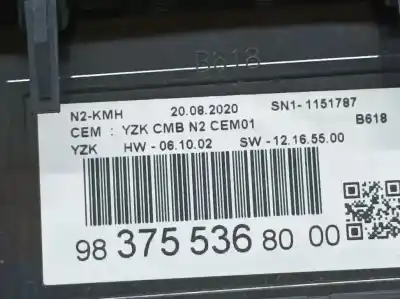 B618
N2-KMH 20.08.2020 SN1-1151787
CEM : YZK CMB N2 CEM01 B618
YZK HW - 06.10.02 SW - 12.16.55.00
98 375 536 80 00